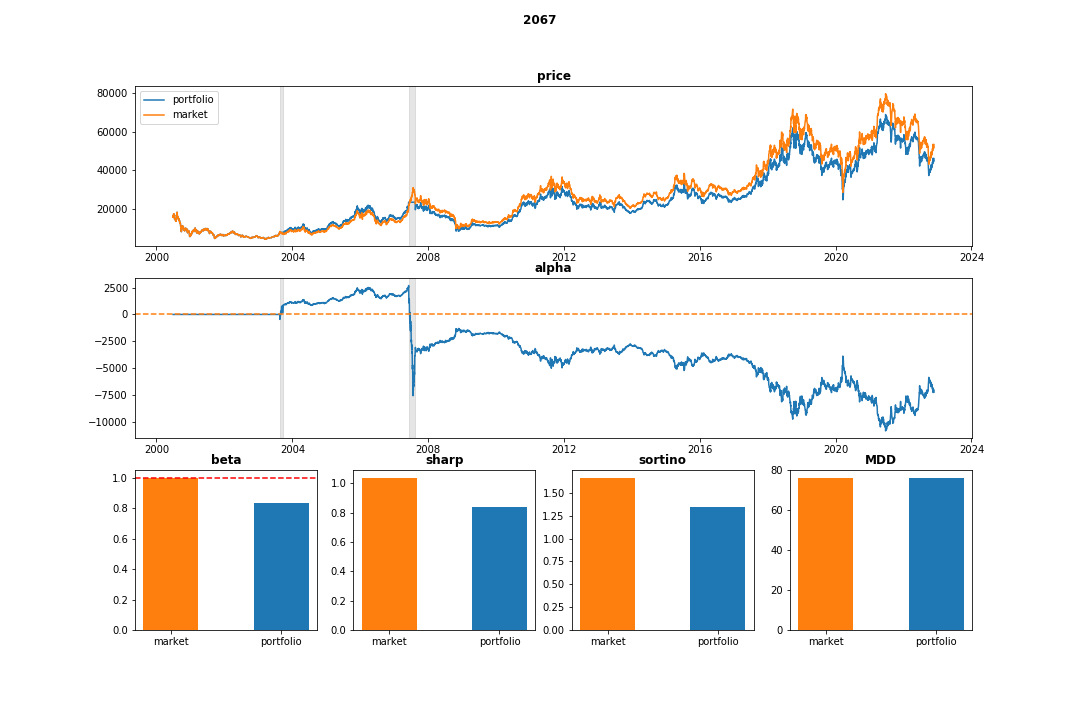 2067
price
portfolio
market
80000
60000
40000
20000
2000 2004 2008 2012 2016 2020 2024
alpha
2500
0
−2500
−5000
−7500
−10000
2000 2004 2008 2012 2016 2020 2024
beta
1.0
0.8
0.6
0.4
0.2
0.0
market portfolio
sharp
1.0
0.8
0.6
0.4
0.2
0.0
market portfolio
sortino
1.50
1.25
1.00
0.75
0.50
0.25
0.00
market portfolio
MDD
80
60
40
20
0
market portfolio